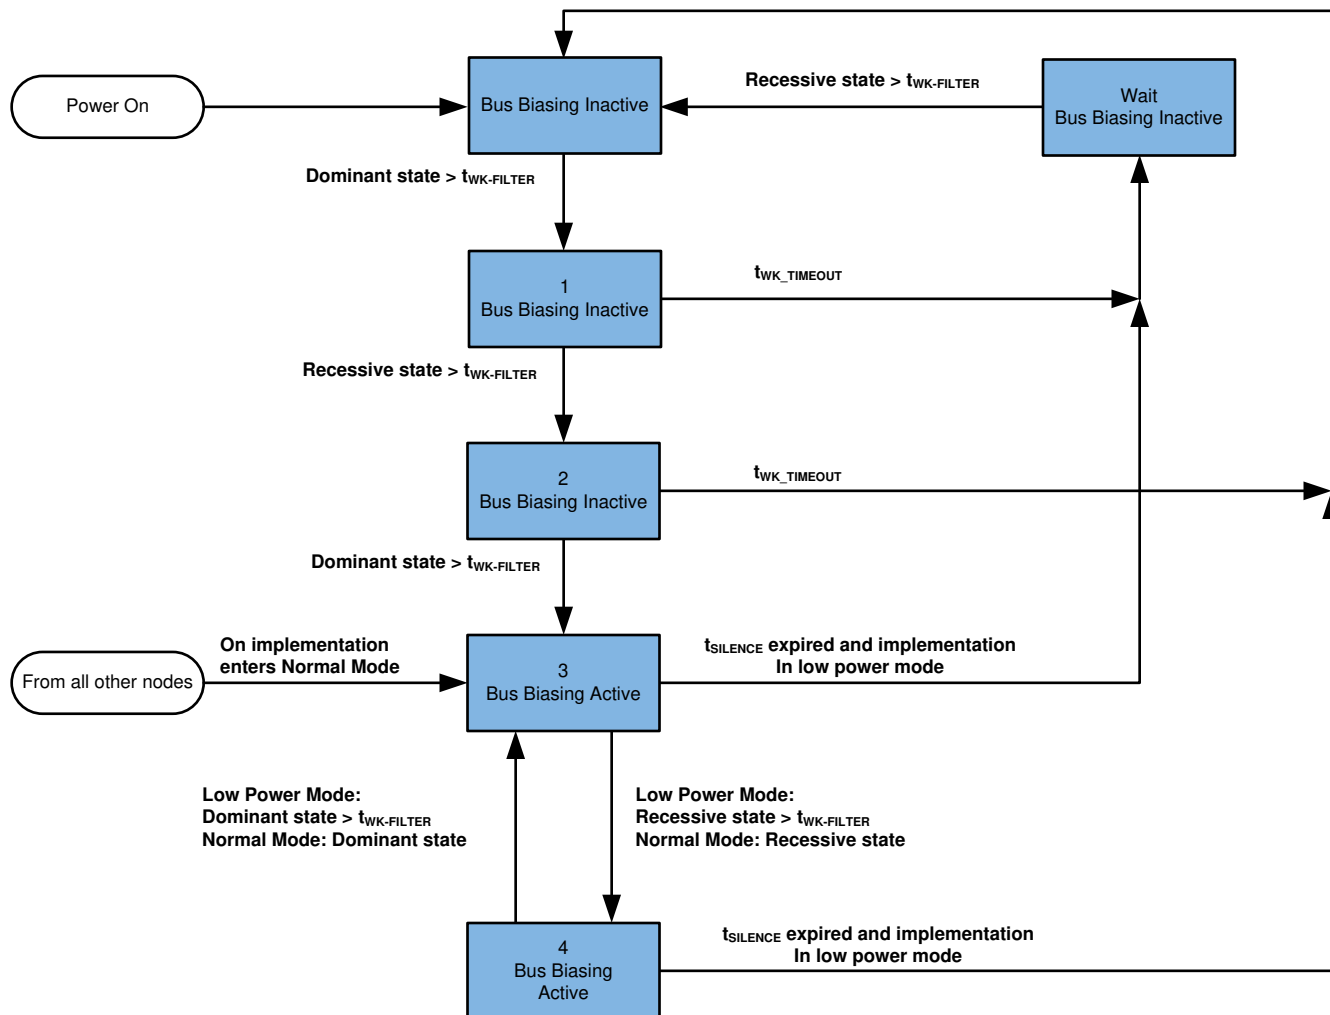 Power On
Bus Biasing Inactive
Recessive state > tWK-FILTER
Wait
Bus Biasing Inactive
Dominant state > tWK-FILTER
1
Bus Biasing Inactive
tWK_TIMEOUT
Recessive state > tWK-FILTER
2
Bus Biasing Inactive
tWK_TIMEOUT
Dominant state > tWK-FILTER
From all other nodes
On implementation
enters Normal Mode
3
Bus Biasing Active
tSILENCE expired and implementation
In low power mode
Low Power Mode:
Dominant state > tWK-FILTER
Normal Mode: Dominant state
Low Power Mode:
Recessive state > tWK-FILTER
Normal Mode: Recessive state
4
Bus Biasing
Active
tSILENCE expired and implementation
In low power mode